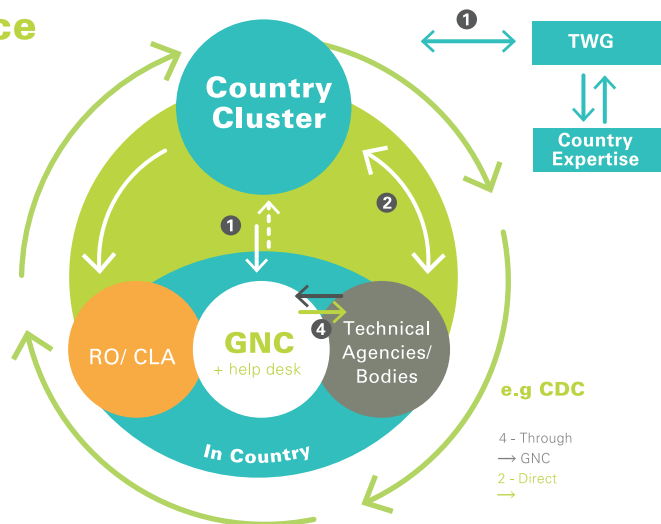 ce
1
TWG
Country
Cluster
Country
Expertise
2
1
4
RO/ CLA
GNC
+ help desk
Technical
Agencies/
Bodies
In Country
e.g CDC
4 - Through
→ GNC
2 - Direct
→